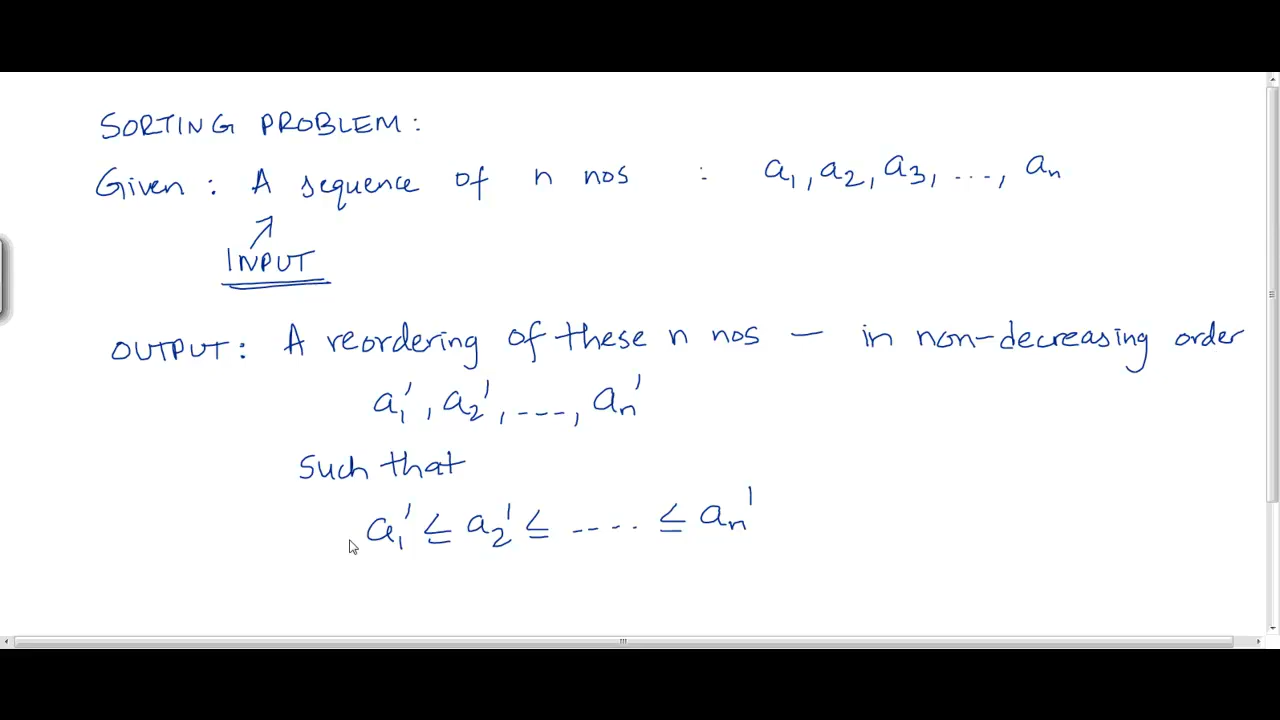 SORTING PROBLEM:
Given: A sequence of n nos : a₁, a₂, a₃, ...., aₙ
INPUT
OUTPUT: A reordering of these n nos — in non-decreasing order
a₁', a₂', ----, aₙ'
Such that
a₁' ≤ a₂' ≤ ----. ≤ aₙ'